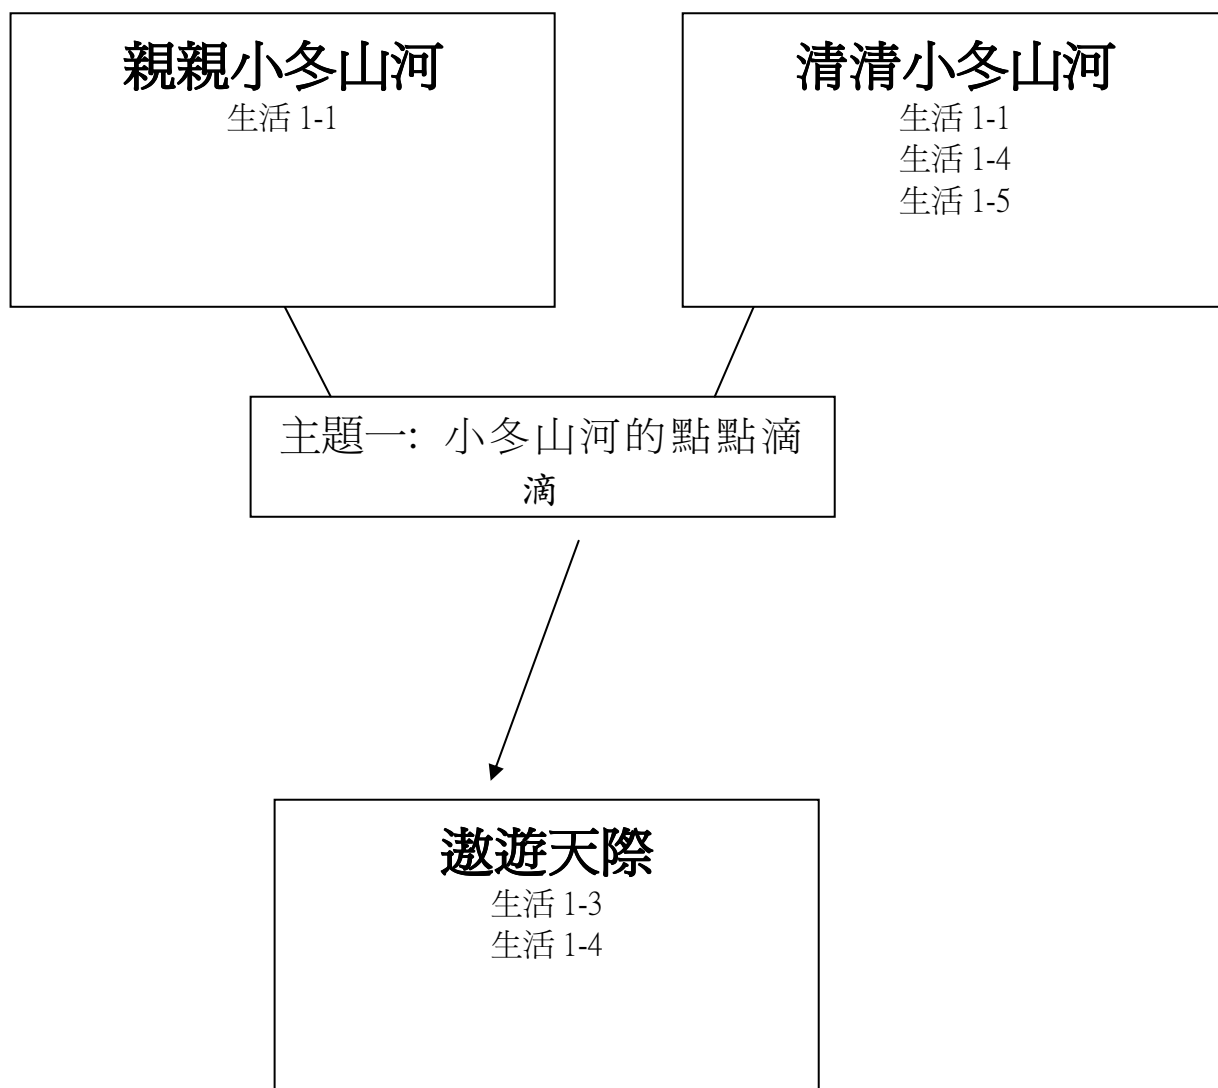 親親小冬山河
生活 1-1
清清小冬山河
生活 1-1
生活 1-4
生活 1-5
主題一: 小冬山河的點點滴
滴
遨遊天際
生活 1-3
生活 1-4